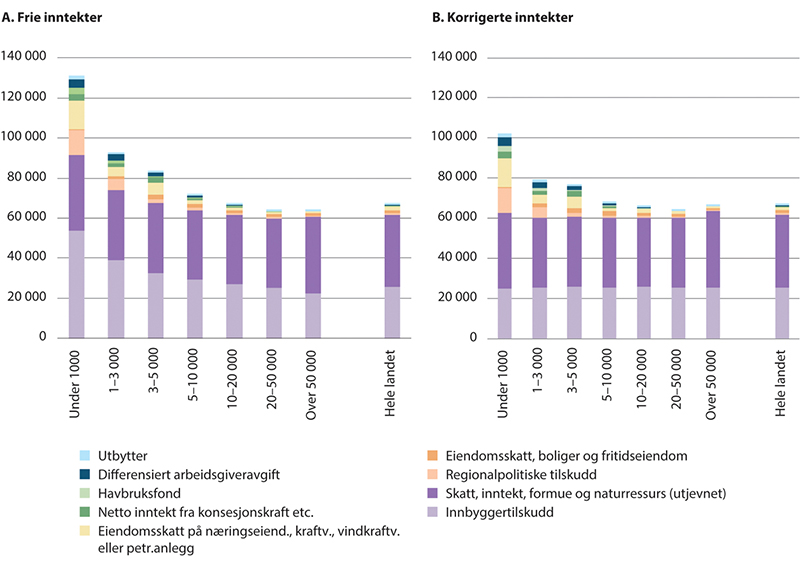 A. Frie inntekter
140 000
120 000
100 000
80 000
60 000
40 000
20 000
0
Under 1000
1–3 000
3–5 000
5–10 000
10–20 000
20–50 000
Over 50 000
Hele landet
B. Korrigerte inntekter
140 000
120 000
100 000
80 000
60 000
40 000
20 000
0
Under 1000
1–3 000
3–5 000
5–10 000
10–20 000
20–50 000
Over 50 000
Hele landet
Utbytter
Differensiert arbeidsgiveravgift
Havbruksfond
Netto inntekt fra konsesjonskraft etc.
Eiendomsskatt på næringseiend., kraftv., vindkraftv.
eller petr.anlegg
Eiendomsskatt, boliger og fritidseiendom
Regionalpolitiske tilskudd
Skatt, inntekt, formue og naturressurs (utjevnet)
Innbyggertilskudd